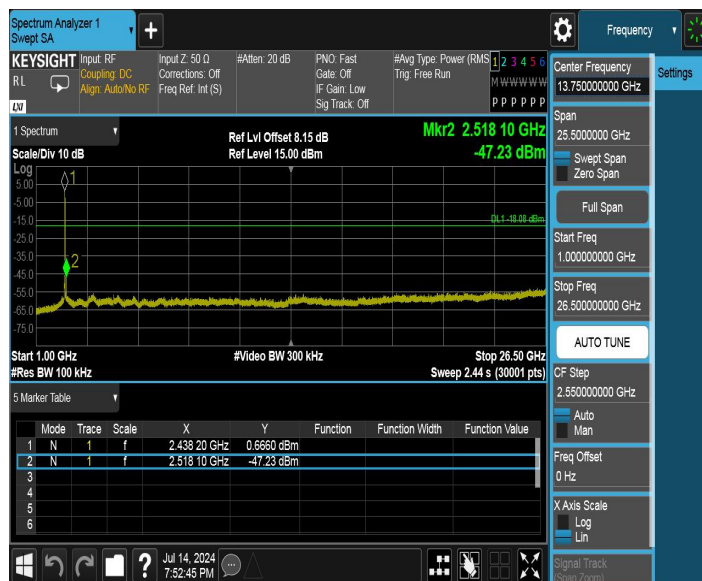 Spectrum Analyzer 1
Swept SA
+
Frequency
KEYSIGHT
RL
LXI
Input: RF
Coupling: DC
Align: Auto/No RF
Input Z: 50 Ω
Corrections: Off
Freq Ref: Int (S)
#Atten: 20 dB
PNO: Fast
Gate: Off
IF Gain: Low
Sig Track: Off
#Avg Type: Power (RMS
Trig: Free Run
1 2 3 4 5 6
M W W W W W
P P P P P P
1 Spectrum
Scale/Div 10 dB
Ref Lvl Offset 8.15 dB
Ref Level 15.00 dBm
Mkr2 2.518 10 GHz
-47.23 dBm
Log
5.00
-5.00
-15.0
-25.0
-35.0
-45.0
-55.0
-65.0
-75.0
1
2
DL1 -18.08 dBm
Start 1.00 GHz
#Res BW 100 kHz
#Video BW 300 kHz
Stop 26.50 GHz
Sweep 2.44 s (30001 pts)
5 Marker Table
Mode Trace Scale X Y Function Function Width Function Value
1 N 1 f 2.438 20 GHz 0.6660 dBm
2 N 1 f 2.518 10 GHz -47.23 dBm
3
4
5
6
?
Jul 14, 2024
7:52:45 PM
Center Frequency
13.750000000 GHz
Settings
Span
25.5000000 GHz
Swept Span
Zero Span
Full Span
Start Freq
1.000000000 GHz
Stop Freq
26.500000000 GHz
AUTO TUNE
CF Step
2.550000000 GHz
Auto
Man
Freq Offset
0 Hz
X Axis Scale
Log
Lin
Signal Track
(Span Zoom)